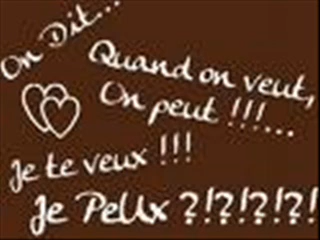 On Dit...
Quand on veut,
On peut !!!...
Je te veux !!!
Je PeUx ?!?!?!?!